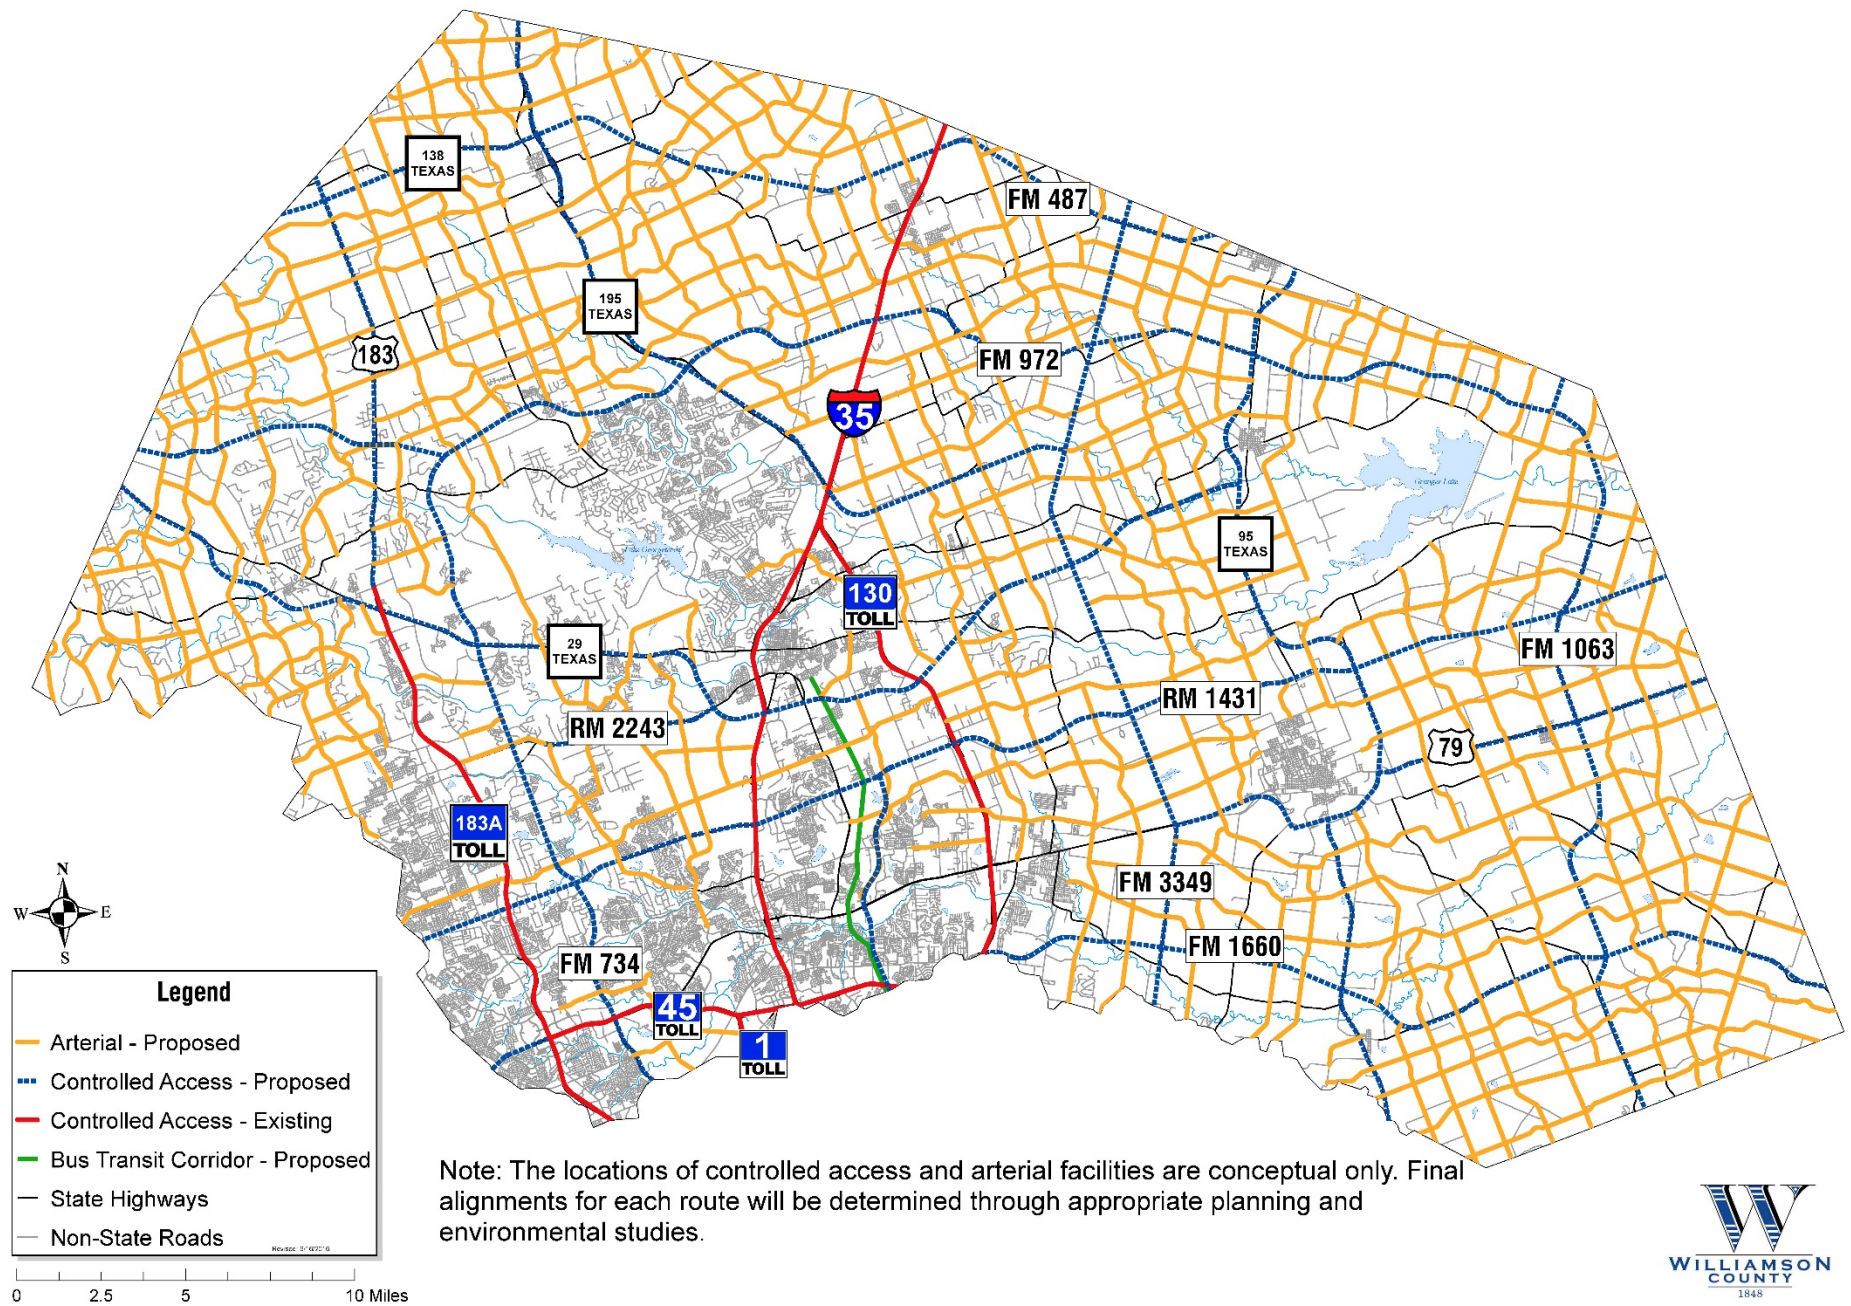 138
TEXAS
FM 487
195
TEXAS
183
FM 972
35
Granger Lake
95
TEXAS
Lake Georgetown
130
TOLL
29
TEXAS
FM 1063
RM 1431
RM 2243
79
183A
TOLL
N
W
E
S
FM 3349
FM 1660
FM 734
45
TOLL
1
TOLL
Legend
Arterial - Proposed
Controlled Access - Proposed
Controlled Access - Existing
Bus Transit Corridor - Proposed
State Highways
Non-State Roads
0 2.5 5 10 Miles
Note: The locations of controlled access and arterial facilities are conceptual only. Final
alignments for each route will be determined through appropriate planning and
environmental studies.
W
WILLIAMSON
COUNTY
1848